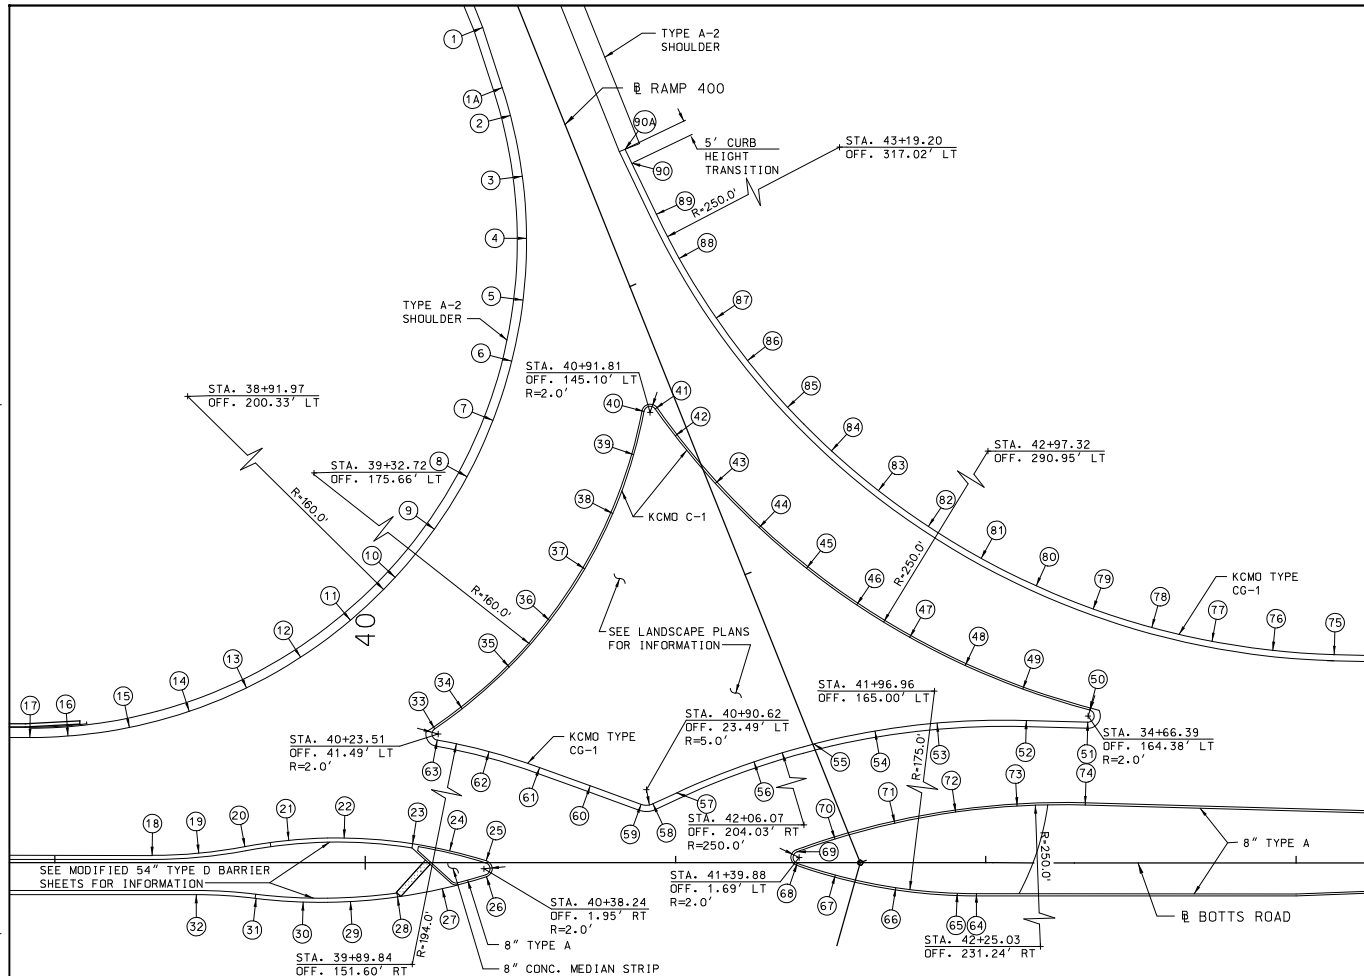 1
TYPE A-2
SHOULDER
℄ RAMP 400
1A
2
90A
5' CURB
HEIGHT
TRANSITION
90
STA. 43+19.20
OFF. 317.02' LT
3
89
R=250.0'
4
88
5
TYPE A-2
SHOULDER
87
6
86
STA. 40+91.81
OFF. 145.10' LT
R=2.0'
STA. 38+91.97
OFF. 200.33' LT
85
7
40
41
42
84
39
STA. 42+97.32
OFF. 290.95' LT
8
STA. 39+32.72
OFF. 175.66' LT
43
83
R=160.0'
38
KCMO C-1
44
82
9
81
45
10
37
80
R=250.0'
KCMO TYPE
CG-1
11
R=160.0'
36
46
79
40
47
78
77
76
75
12
35
SEE LANDSCAPE PLANS
FOR INFORMATION
48
13
49
14
34
STA. 41+96.96
OFF. 165.00' LT
50
15
33
STA. 40+90.62
OFF. 23.49' LT
R=5.0'
17
16
STA. 40+23.51
OFF. 41.49' LT
R=2.0'
KCMO TYPE
CG-1
STA. 34+66.39
OFF. 164.38' LT
R=2.0'
63
62
61
60
59
58
57
56
55
54
53
52
51
R=175.0'
STA. 42+06.07
OFF. 204.03' RT
R=250.0'
70
71
72
73
74
18
19
20
21
22
23
24
25
69
R=250.0'
8" TYPE A
SEE MODIFIED 54" TYPE D BARRIER
SHEETS FOR INFORMATION
STA. 41+39.88
OFF. 1.69' LT
R=2.0'
68
67
66
65
64
32
31
30
29
28
27
26
STA. 40+38.24
OFF. 1.95' RT
R=2.0'
℄ BOTTS ROAD
R=194.0'
8" TYPE A
STA. 42+25.03
OFF. 231.24' RT
STA. 39+89.84
OFF. 151.60' RT
8" CONC. MEDIAN STRIP